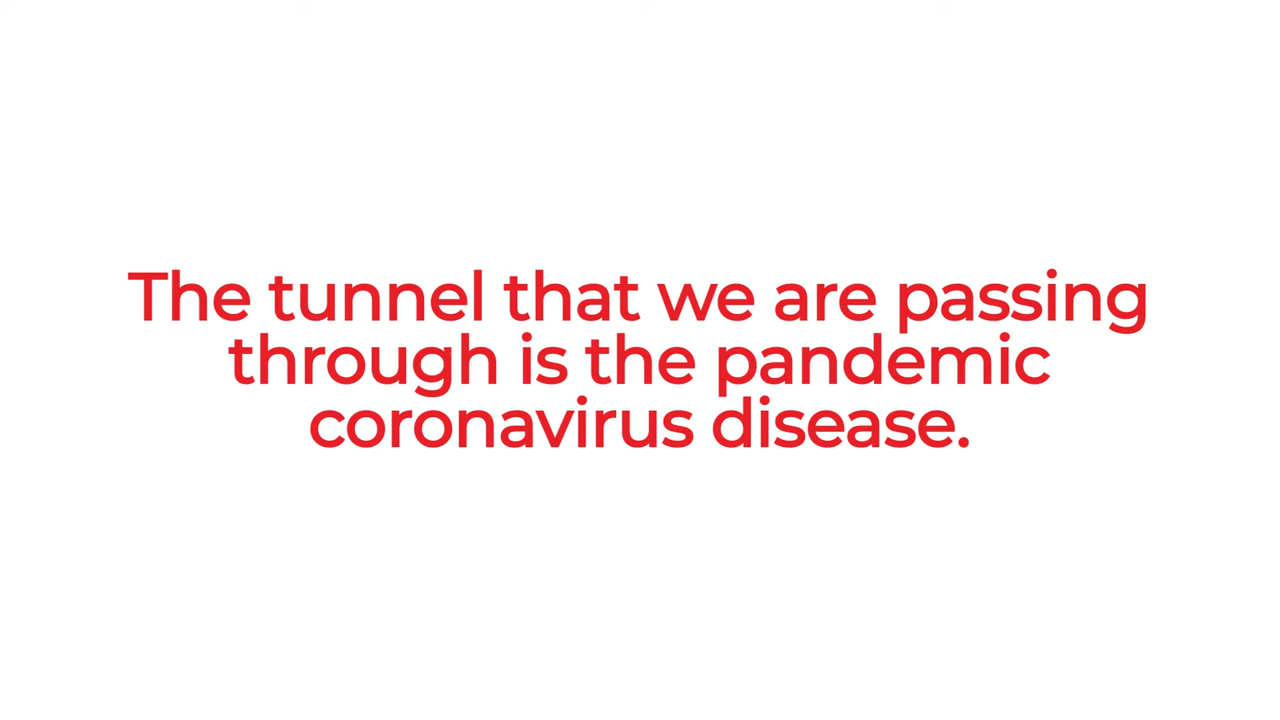 The tunnel that we are passing
through is the pandemic
coronavirus disease.